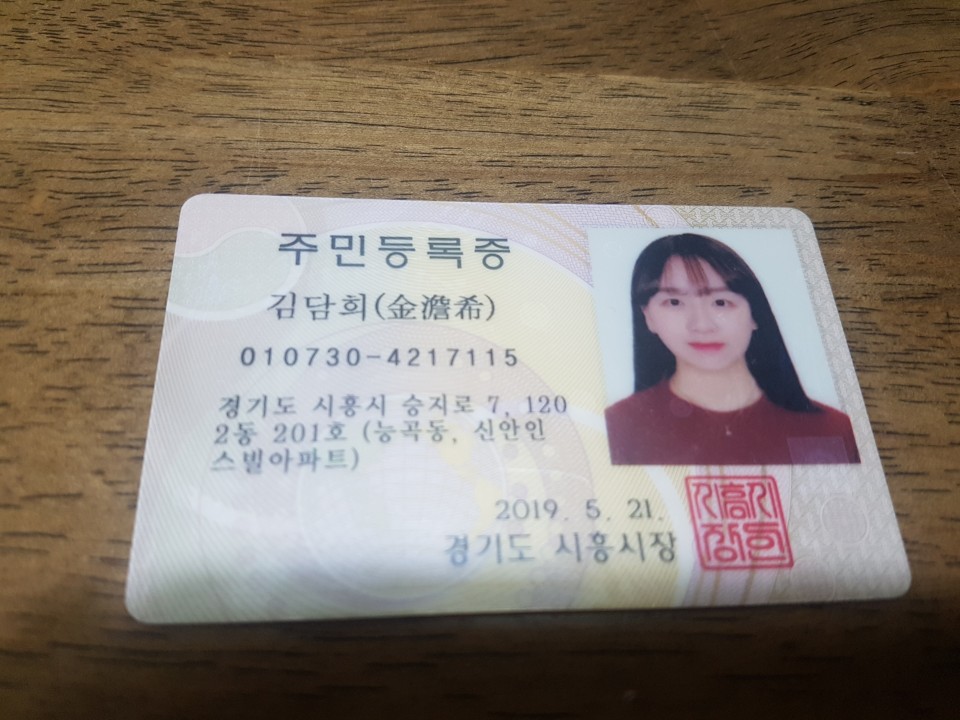 주민등록증
김담희(金澹希)
010730-4217115
경기도 시흥시 승지로 7, 120
2동 201호 (능곡동, 신안인
스빌아파트)
2019. 5. 21.
경기도 시흥시장